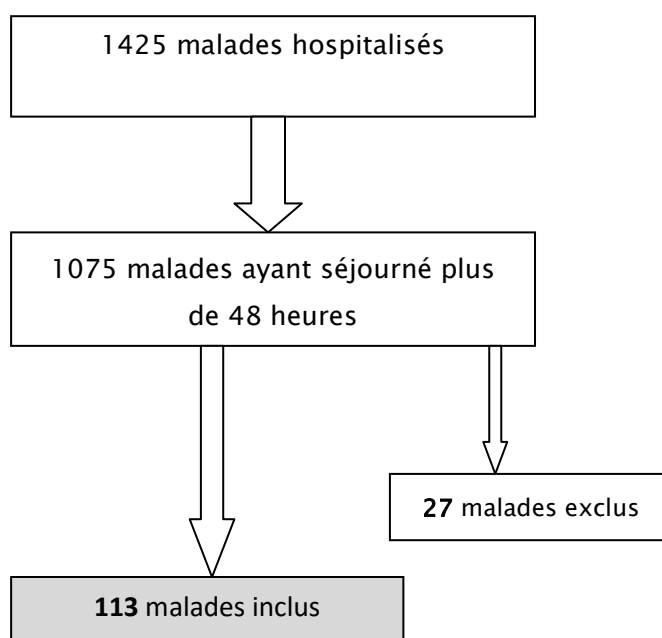 1425 malades hospitalisés
1075 malades ayant séjourné plus
de 48 heures
27 malades exclus
113 malades inclus